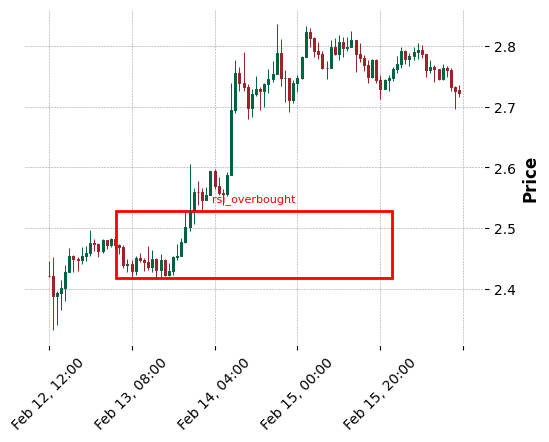 2.8
2.7
2.6
rsi_overbought
2.5
2.4
Price
Feb 12, 12:00
Feb 13, 08:00
Feb 14, 04:00
Feb 15, 00:00
Feb 15, 20:00